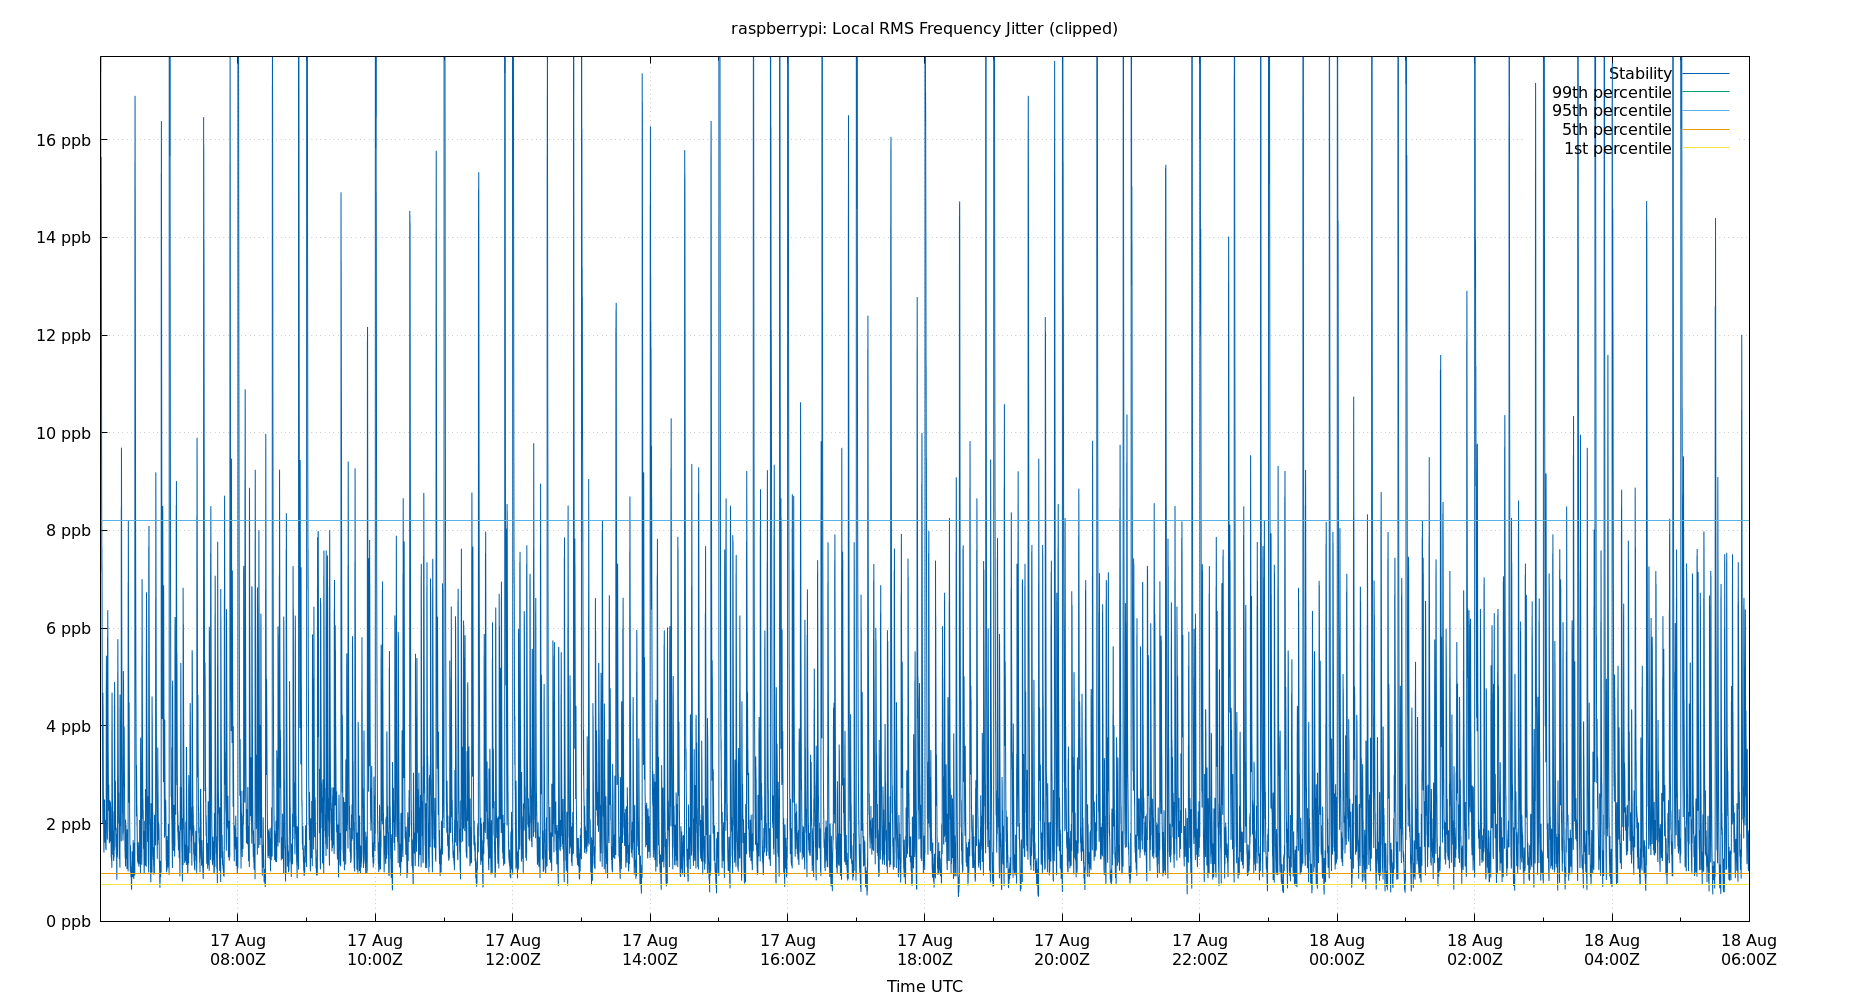 raspberrypi: Local RMS Frequency Jitter (clipped)
Stability
99th percentile
95th percentile
5th percentile
1st percentile
16 ppb
14 ppb
12 ppb
10 ppb
8 ppb
6 ppb
4 ppb
2 ppb
0 ppb
17 Aug 17 Aug 17 Aug 17 Aug 17 Aug 17 Aug 17 Aug 17 Aug 18 Aug 18 Aug 18 Aug 18 Aug
08:00Z 10:00Z 12:00Z 14:00Z 16:00Z 18:00Z 20:00Z 22:00Z 00:00Z 02:00Z 04:00Z 06:00Z
Time UTC